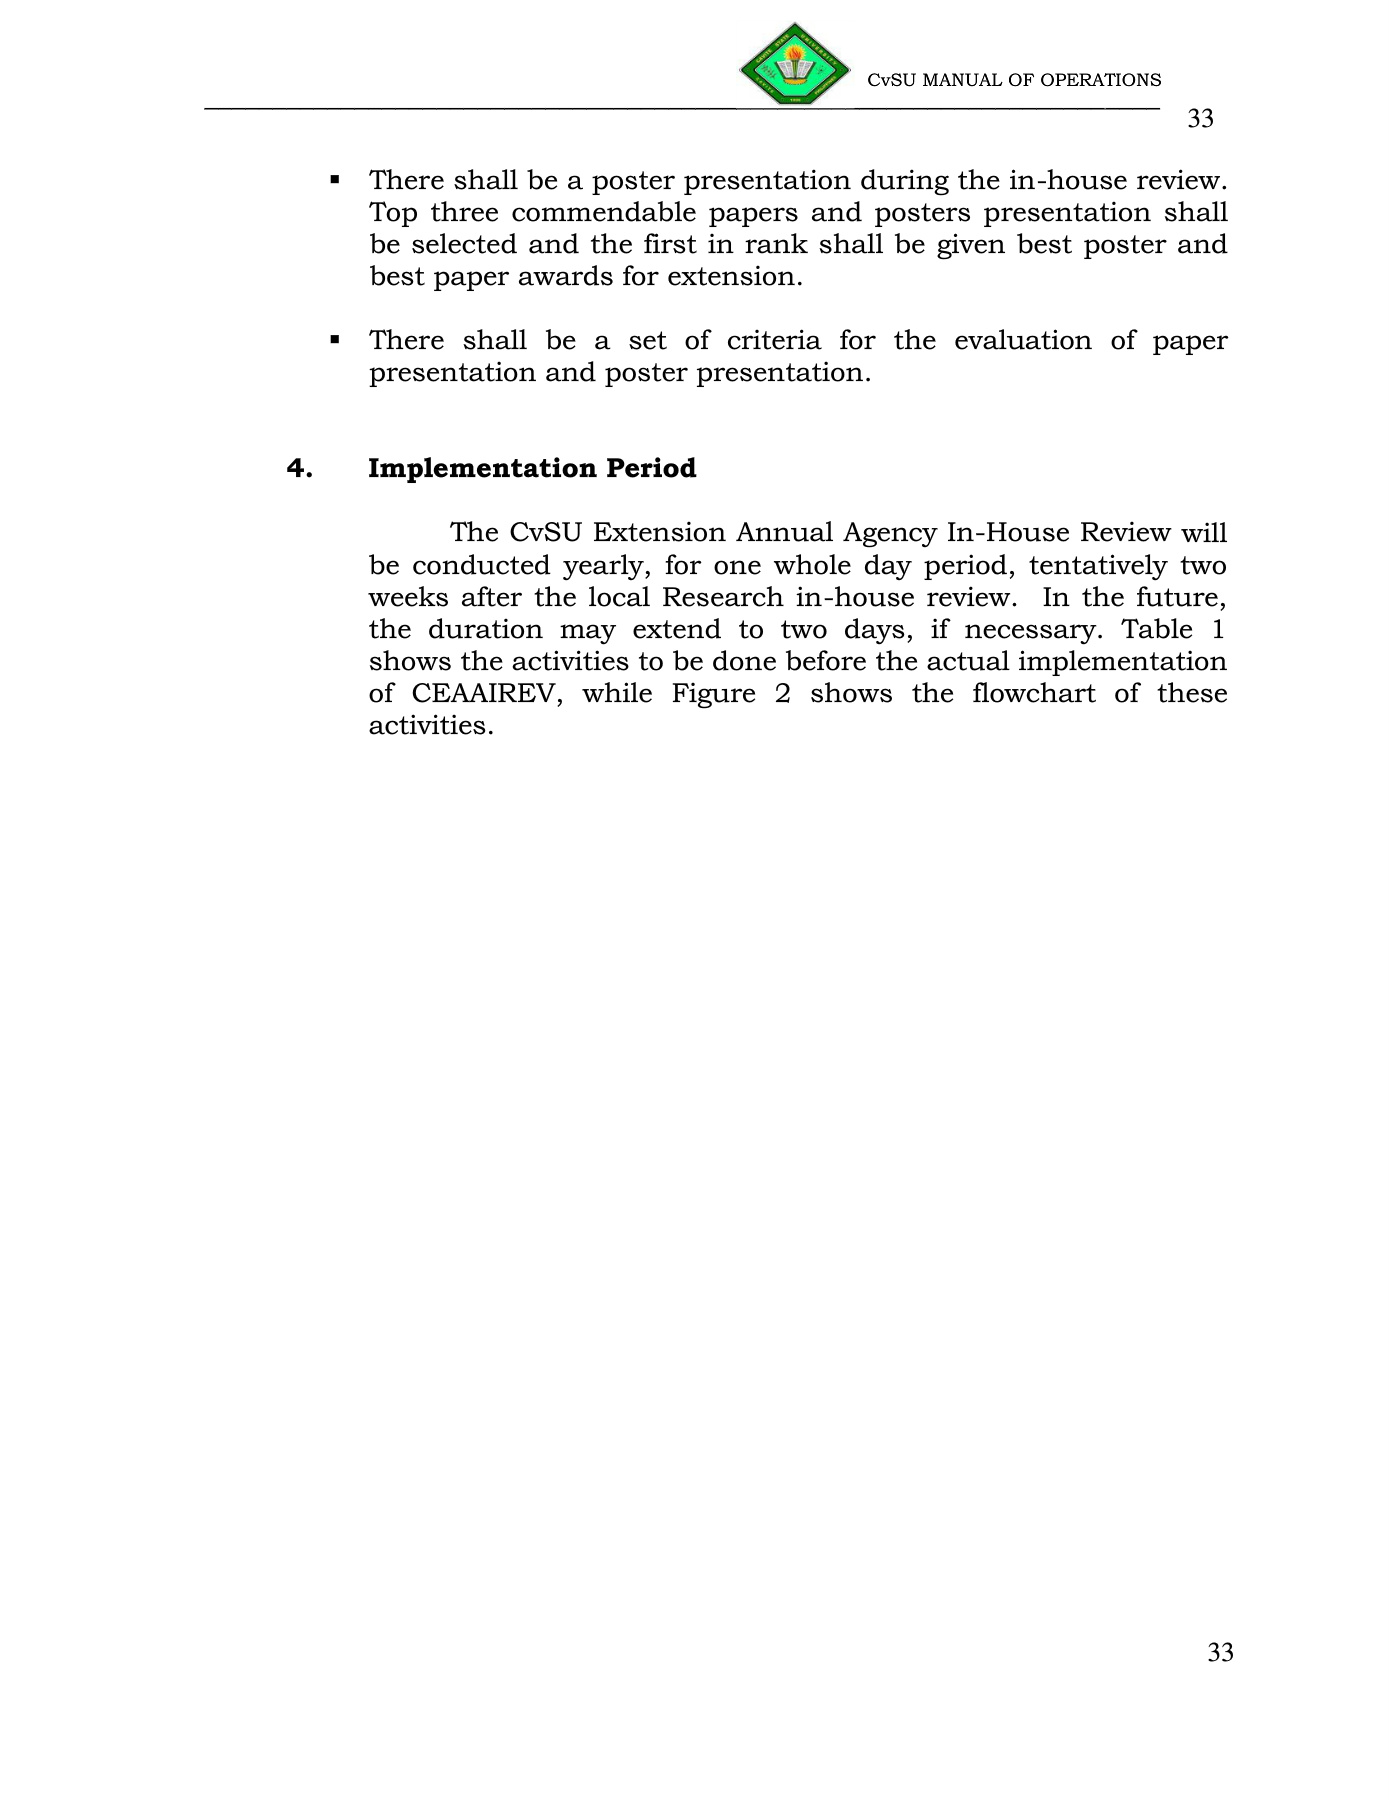 CvSU MANUAL OF OPERATIONS
33
▪ There shall be a poster presentation during the in-house review.
Top three commendable papers and posters presentation shall
be selected and the first in rank shall be given best poster and
best paper awards for extension.
▪ There shall be a set of criteria for the evaluation of paper
presentation and poster presentation.
4. Implementation Period
The CvSU Extension Annual Agency In-House Review will
be conducted yearly, for one whole day period, tentatively two
weeks after the local Research in-house review. In the future,
the duration may extend to two days, if necessary. Table 1
shows the activities to be done before the actual implementation
of CEAAIREV, while Figure 2 shows the flowchart of these
activities.
33